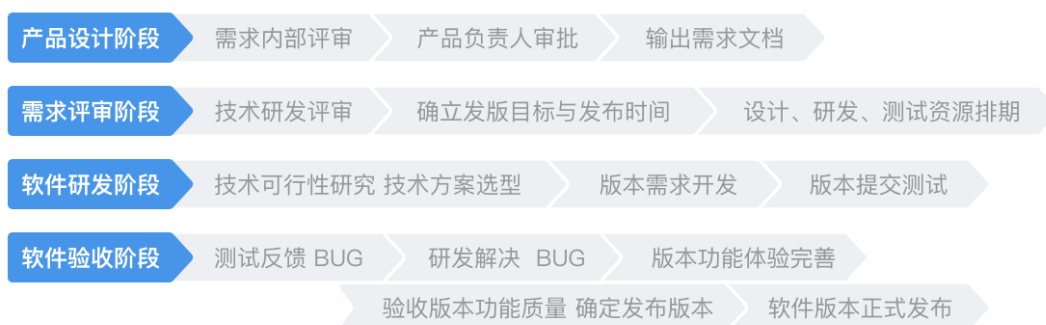 产品设计阶段 需求内部评审 产品负责人审批 输出需求文档
需求评审阶段 技术研发评审 确立发版目标与发布时间 设计、研发、测试资源排期
软件研发阶段 技术可行性研究 技术方案选型 版本需求开发 版本提交测试
软件验收阶段 测试反馈 BUG 研发解决 BUG 版本功能体验完善
验收版本功能质量 确定发布版本 软件版本正式发布